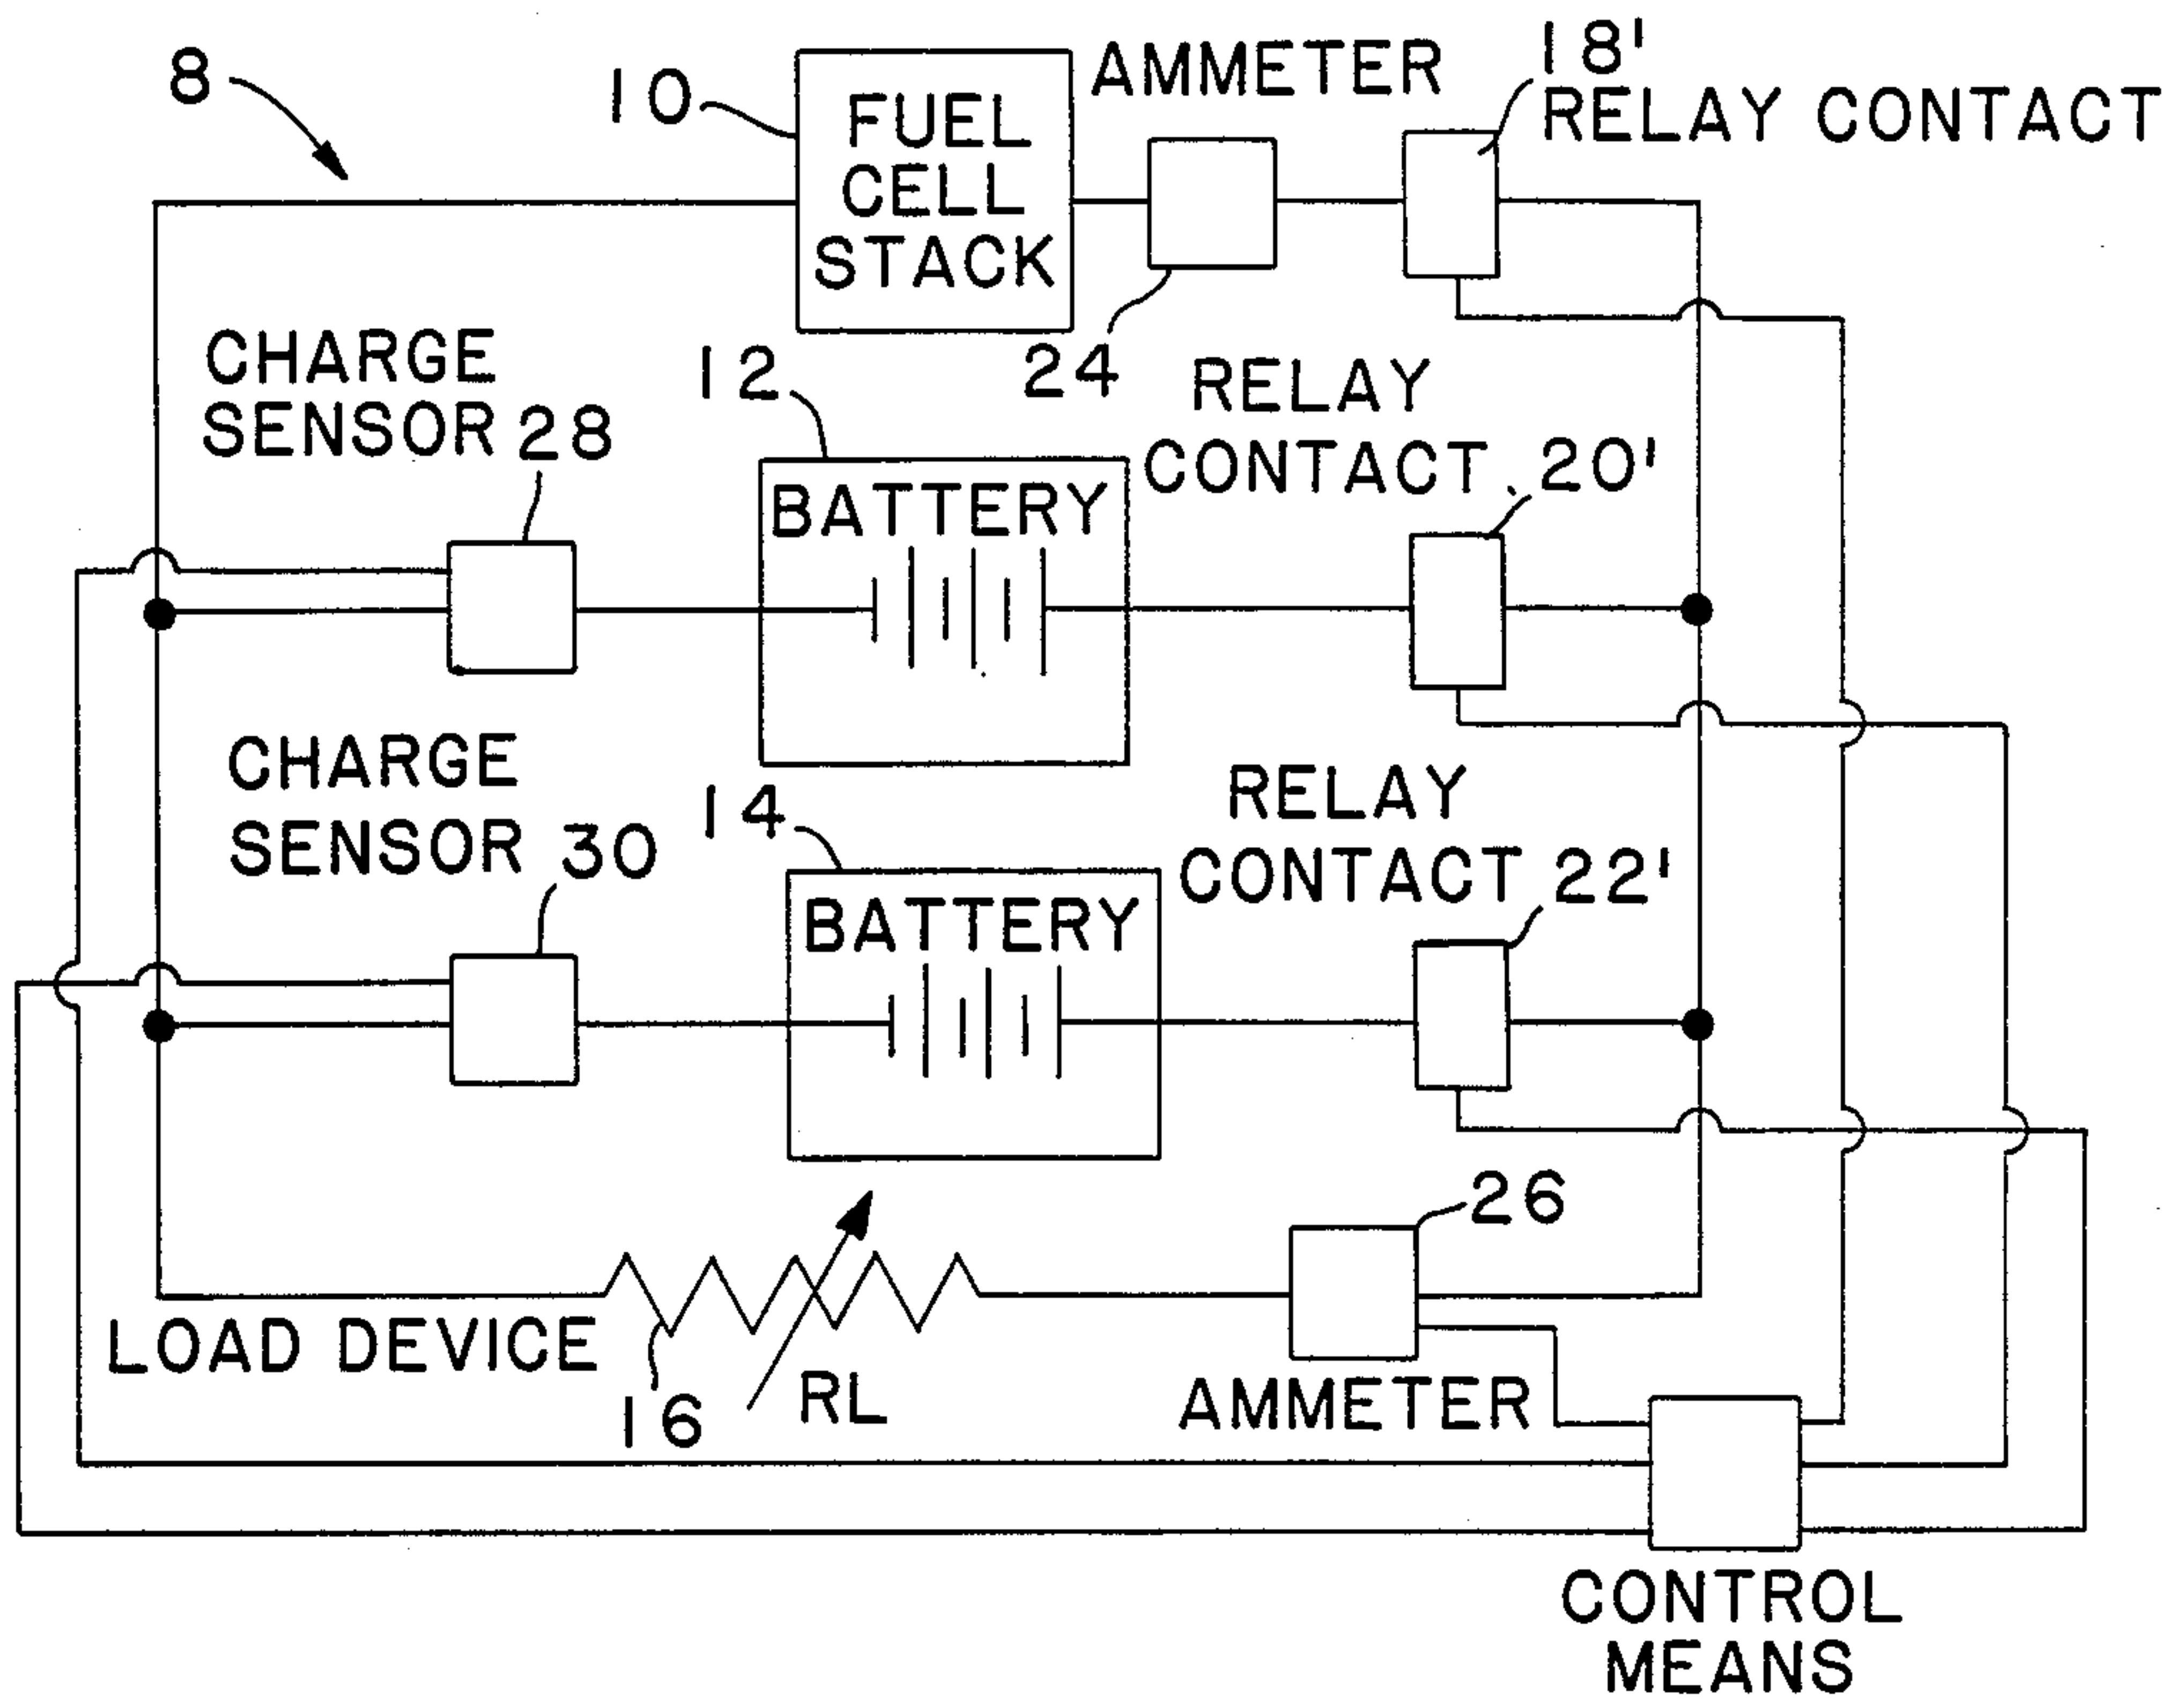 8
10
FUEL
CELL
STACK
AMMETER
18'
RELAY CONTACT
24
CHARGE
SENSOR 28
12
BATTERY
RELAY
CONTACT 20'
CHARGE
SENSOR 30
14
BATTERY
RELAY
CONTACT 22'
26
LOAD DEVICE
16
RL
AMMETER
CONTROL
MEANS